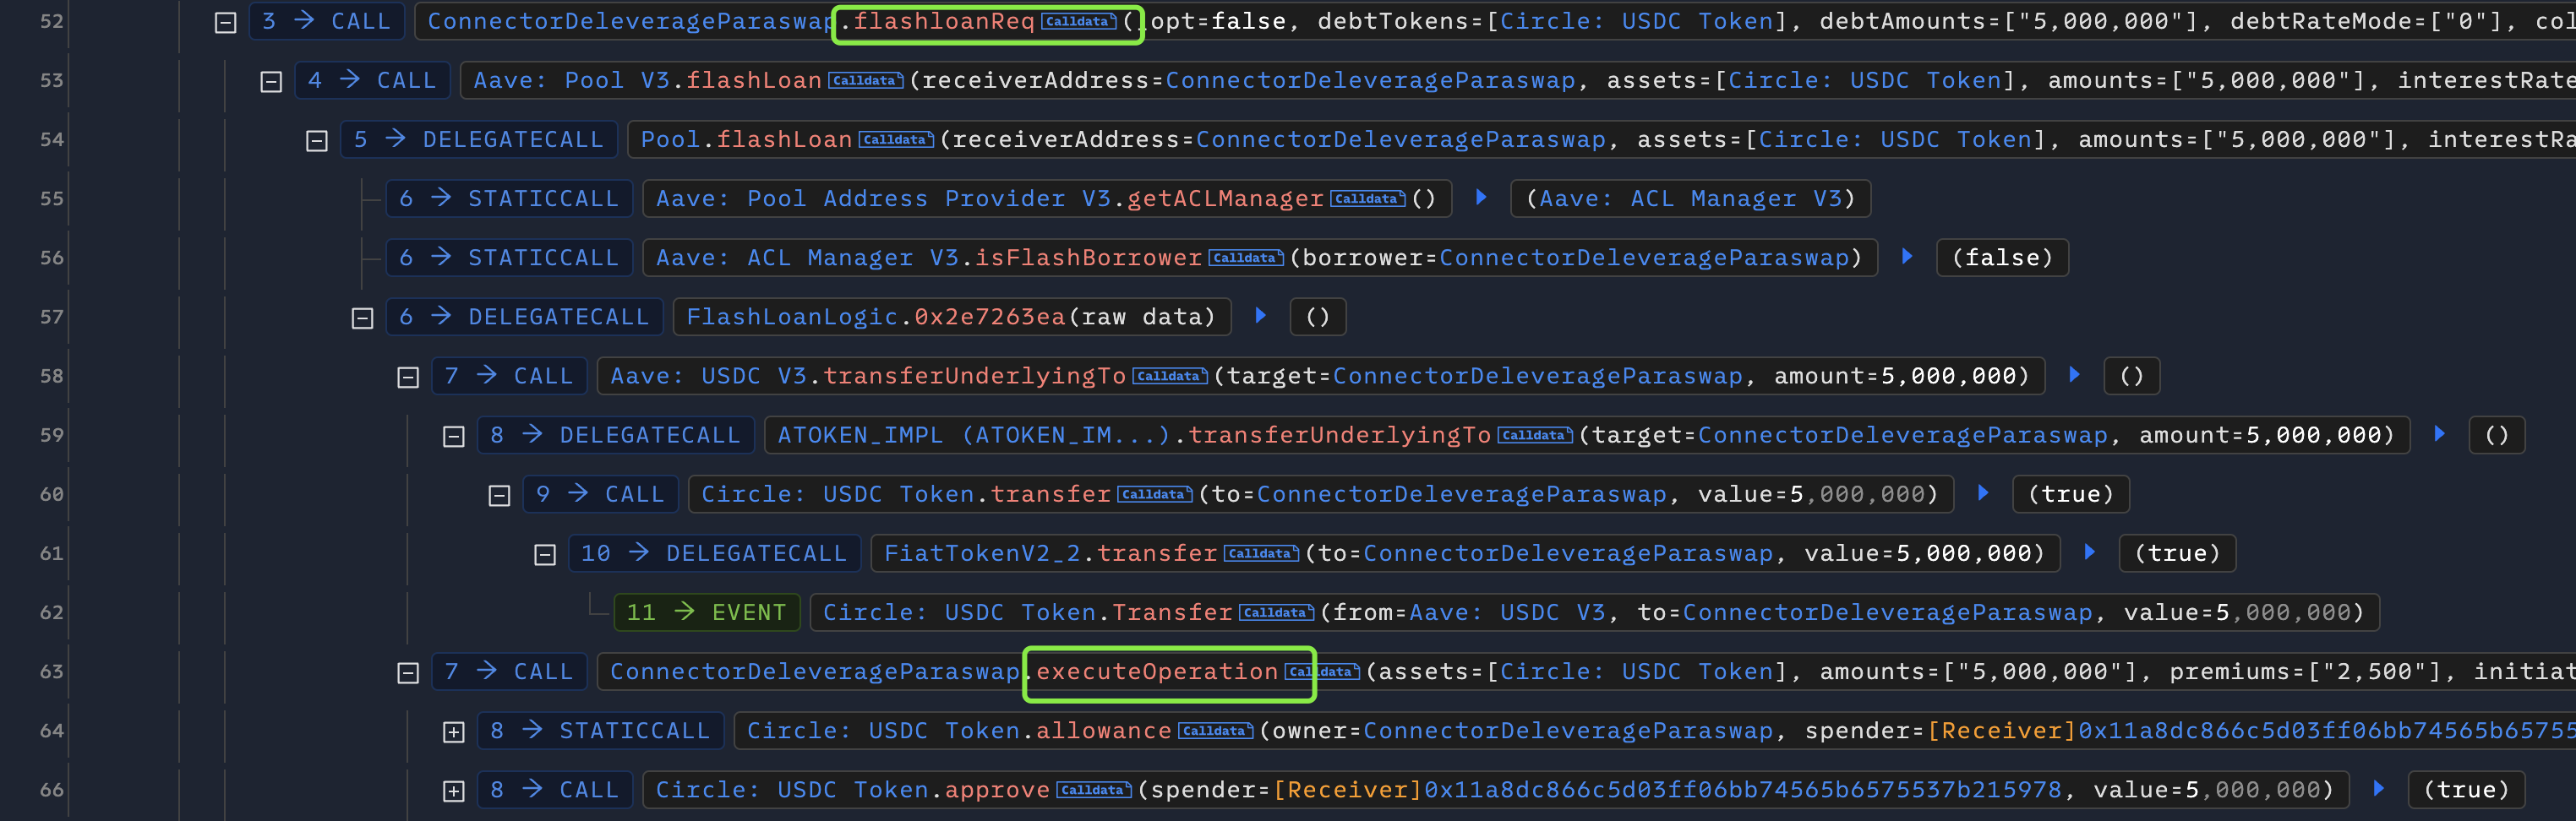 52 3 → CALL ConnectorDeleverageParaswap.flashloanReq Calldata (lopt=false, debtTokens=[Circle: USDC Token], debtAmounts=["5,000,000"], debtRateMode=["0"], col
53 4 → CALL Aave: Pool V3.flashLoan Calldata (receiverAddress=ConnectorDeleverageParaswap, assets=[Circle: USDC Token], amounts=["5,000,000"], interestRate
54 5 → DELEGATECALL Pool.flashLoan Calldata (receiverAddress=ConnectorDeleverageParaswap, assets=[Circle: USDC Token], amounts=["5,000,000"], interestRa
55 6 → STATICCALL Aave: Pool Address Provider V3.getACLManager Calldata () (Aave: ACL Manager V3)
56 6 → STATICCALL Aave: ACL Manager V3.isFlashBorrower Calldata (borrower=ConnectorDeleverageParaswap) (false)
57 6 → DELEGATECALL FlashLoanLogic.0x2e7263ea(raw data) ()
58 7 → CALL Aave: USDC V3.transferUnderlyingTo Calldata (target=ConnectorDeleverageParaswap, amount=5,000,000) ()
59 8 → DELEGATECALL ATOKEN_IMPL (ATOKEN_IM...).transferUnderlyingTo Calldata (target=ConnectorDeleverageParaswap, amount=5,000,000) ()
60 9 → CALL Circle: USDC Token.transfer Calldata (to=ConnectorDeleverageParaswap, value=5,000,000) (true)
61 10 → DELEGATECALL FiatTokenV2_2.transfer Calldata (to=ConnectorDeleverageParaswap, value=5,000,000) (true)
62 11 → EVENT Circle: USDC Token.Transfer Calldata (from=Aave: USDC V3, to=ConnectorDeleverageParaswap, value=5,000,000)
63 7 → CALL ConnectorDeleverageParaswap.executeOperation Calldata (assets=[Circle: USDC Token], amounts=["5,000,000"], premiums=["2,500"], initiat
64 8 → STATICCALL Circle: USDC Token.allowance Calldata (owner=ConnectorDeleverageParaswap, spender=[Receiver]0x11a8dc866c5d03ff06bb74565b65755
66 8 → CALL Circle: USDC Token.approve Calldata (spender=[Receiver]0x11a8dc866c5d03ff06bb74565b6575537b215978, value=5,000,000) (true)